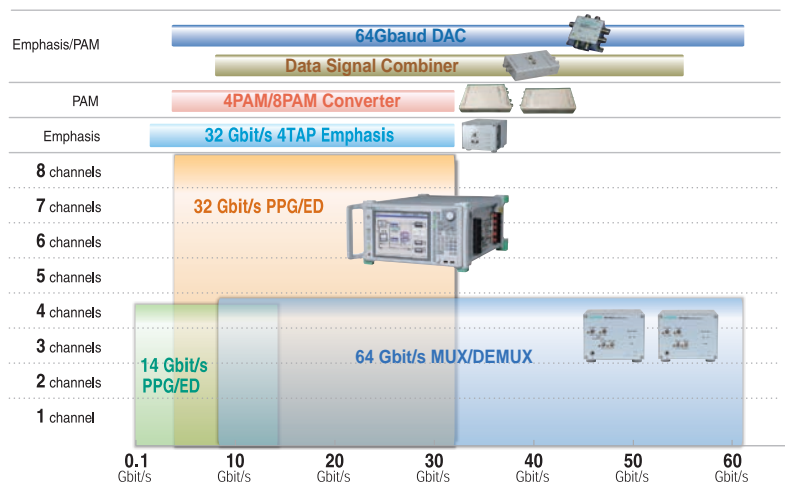 Emphasis/PAM
64Gbaud DAC
Data Signal Combiner
PAM
4PAM/8PAM Converter
Emphasis
32 Gbit/s 4TAP Emphasis
8 channels
7 channels
32 Gbit/s PPG/ED
6 channels
5 channels
4 channels
3 channels
14 Gbit/s
PPG/ED
64 Gbit/s MUX/DEMUX
2 channels
1 channel
0.1 10 20 30 40 50 60
Gbit/s Gbit/s Gbit/s Gbit/s Gbit/s Gbit/s Gbit/s